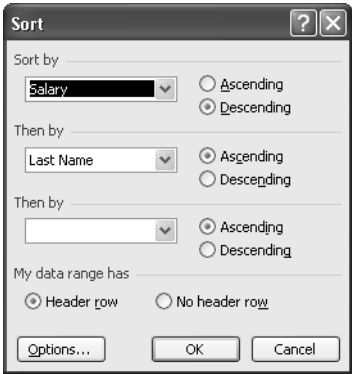 Sort
Sort by
Salary
Ascending
Descending
Then by
Last Name
Ascending
Descending
Then by
Ascending
Descending
My data range has
Header row
No header row
Options...
OK
Cancel